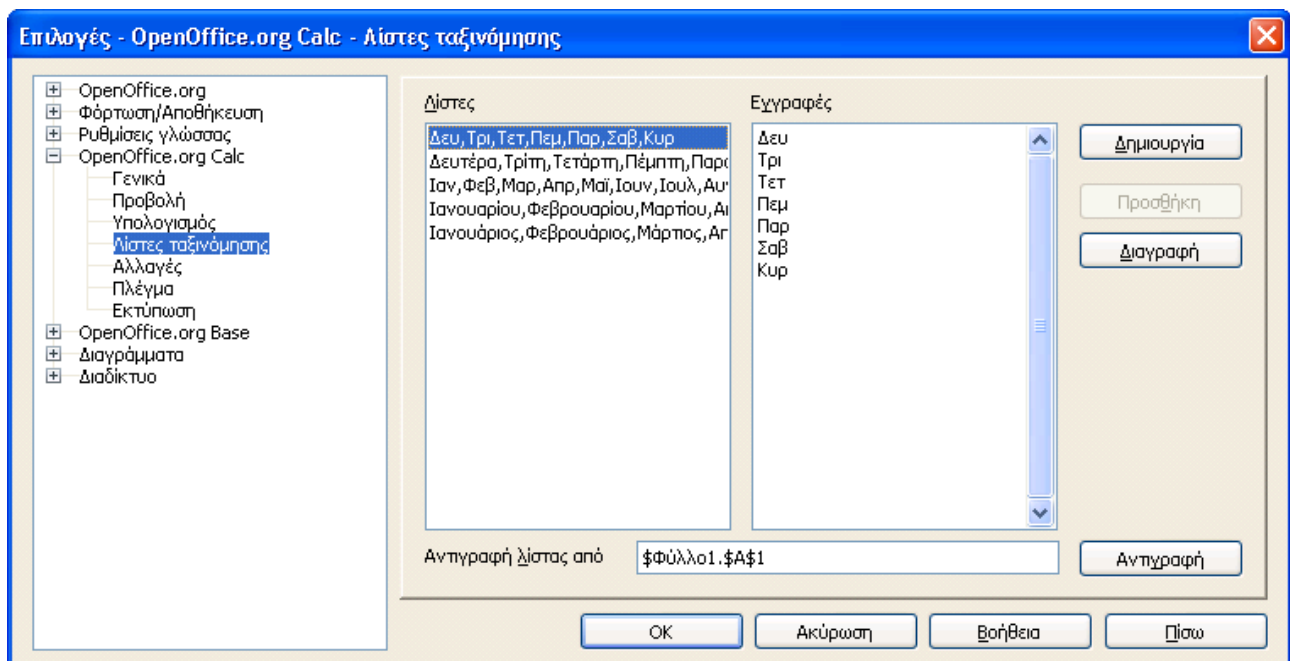 Επιλογές - OpenOffice.org Calc - Λίστες ταξινόμησης
OpenOffice.org
Φόρτωση/Αποθήκευση
Ρυθμίσεις γλώσσας
OpenOffice.org Calc
Γενικά
Προβολή
Υπολογισμός
Λίστες ταξινόμησης
Αλλαγές
Πλέγμα
Εκτύπωση
OpenOffice.org Base
Διαγράμματα
Διαδίκτυο
Λίστες
Δευ,Τρι,Τετ,Πεμ,Παρ,Σαβ,Κυρ
Δευτέρα,Τρίτη,Τετάρτη,Πέμπτη,Παρα
Ιαν,Φεβ,Μαρ,Απρ,Μαϊ,Ιουν,Ιουλ,Αυγ
Ιανουαρίου,Φεβρουαρίου,Μαρτίου,Απ
Ιανουάριος,Φεβρουάριος,Μάρτιος,Απ
Εγγραφές
Δευ
Τρι
Τετ
Πεμ
Παρ
Σαβ
Κυρ
Δημιουργία
Προσθήκη
Διαγραφή
Αντιγραφή λίστας από
$Φύλλο1.$A$1
Αντιγραφή
OK
Ακύρωση
Βοήθεια
Πίσω